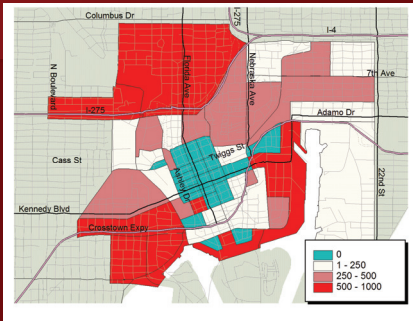 Columbus Dr
I-275
I-4
N Boulevard
Florida Ave
Nebraska Ave
7th Ave
I-275
Adamo Dr
Cass St
Twiggs St
Ashley Dr
22nd St
Kennedy Blvd
Crosstown Expy
0
1 - 250
250 - 500
500 - 1000